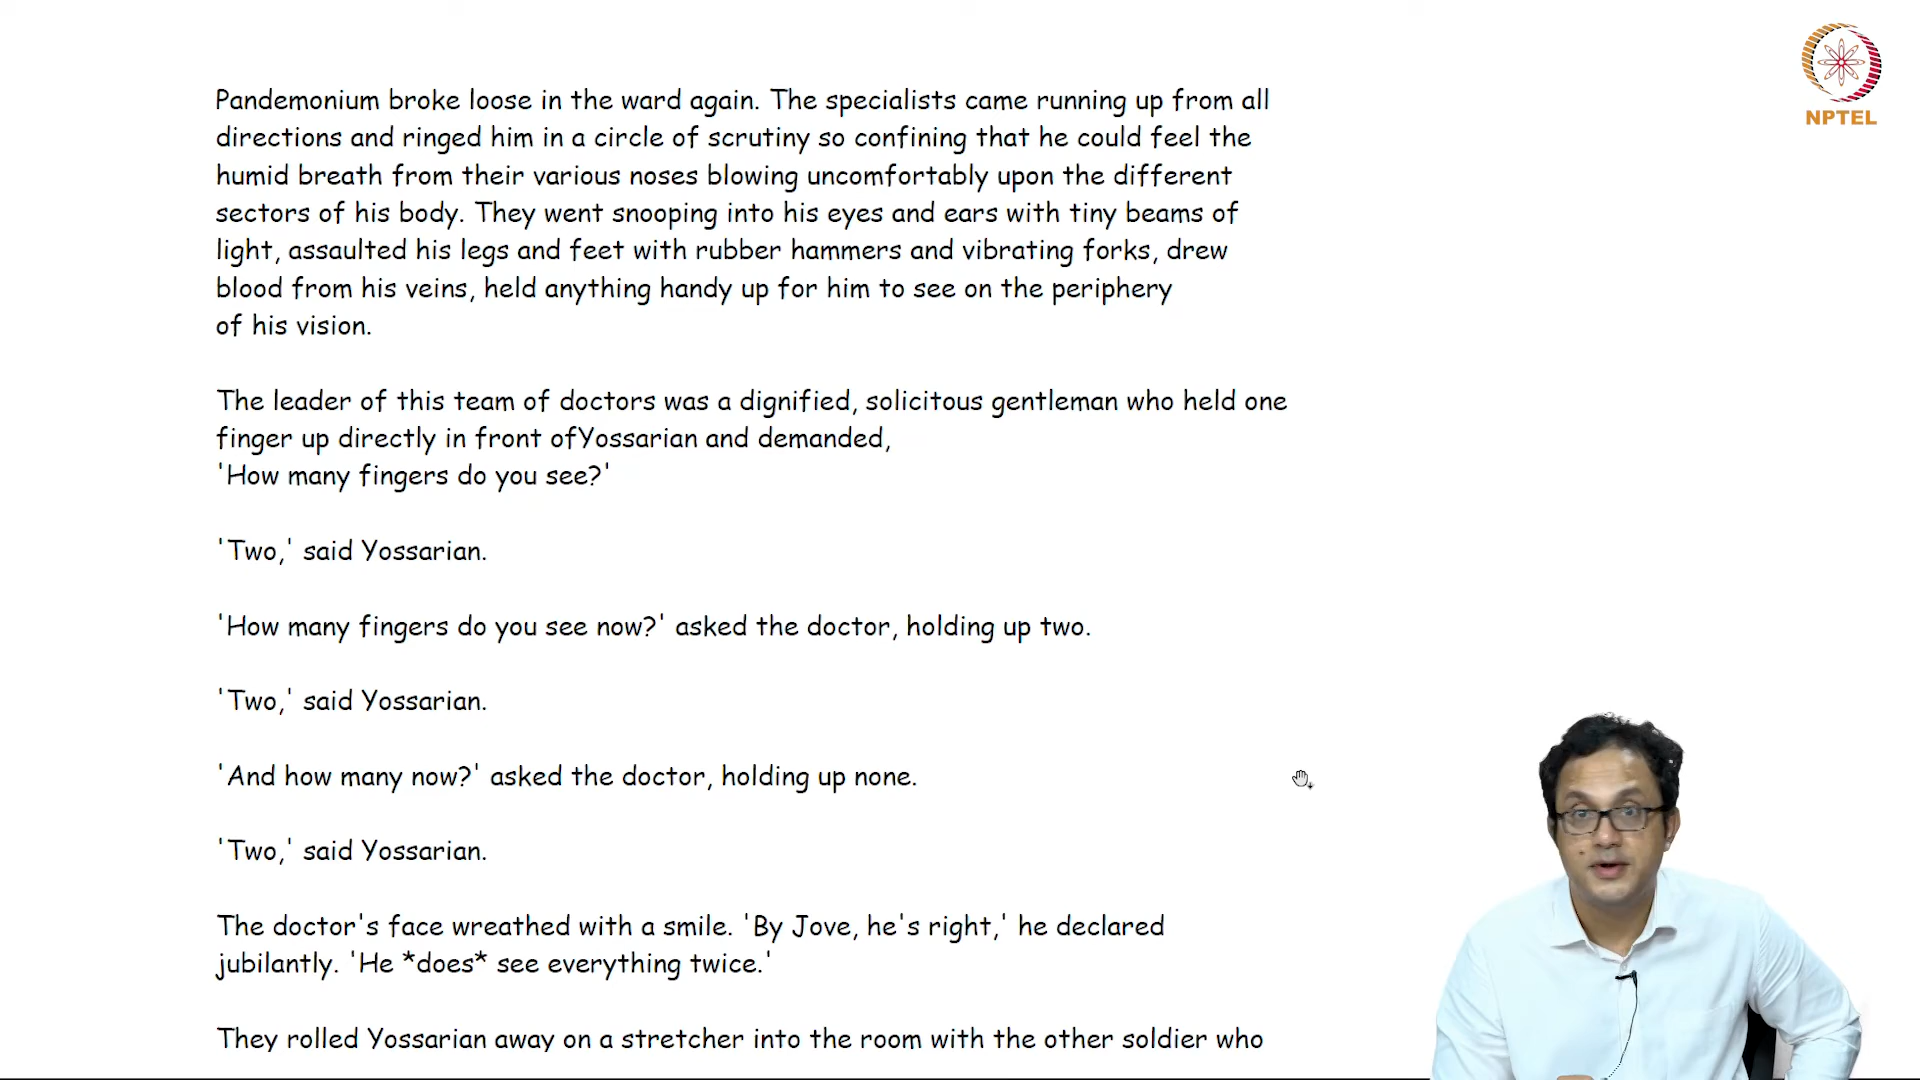 NPTEL
Pandemonium broke loose in the ward again. The specialists came running up from all
directions and ringed him in a circle of scrutiny so confining that he could feel the
humid breath from their various noses blowing uncomfortably upon the different
sectors of his body. They went snooping into his eyes and ears with tiny beams of
light, assaulted his legs and feet with rubber hammers and vibrating forks, drew
blood from his veins, held anything handy up for him to see on the periphery
of his vision.
The leader of this team of doctors was a dignified, solicitous gentleman who held one
finger up directly in front ofYossarian and demanded,
'How many fingers do you see?'
'Two,' said Yossarian.
'How many fingers do you see now?' asked the doctor, holding up two.
'Two,' said Yossarian.
'And how many now?' asked the doctor, holding up none.
'Two,' said Yossarian.
The doctor's face wreathed with a smile. 'By Jove, he's right,' he declared
jubilantly. 'He *does* see everything twice.'
They rolled Yossarian away on a stretcher into the room with the other soldier who